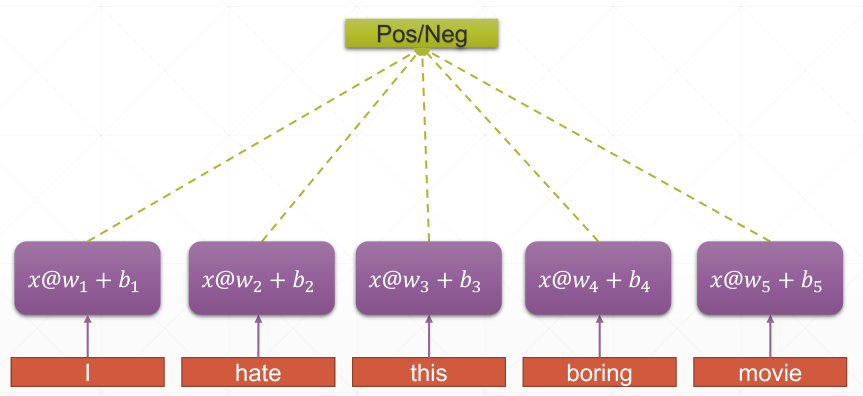 Pos/Neg
x@w₁ + b₁
x@w₂ + b₂
x@w₃ + b₃
x@w₄ + b₄
x@w₅ + b₅
I
hate
this
boring
movie